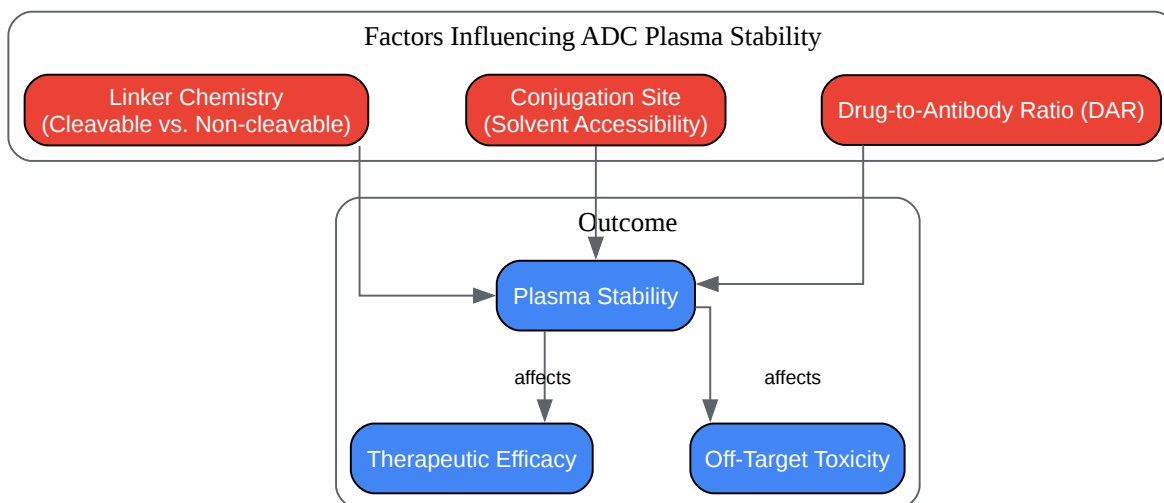 Factors Influencing ADC Plasma Stability
Linker Chemistry
(Cleavable vs. Non-cleavable)
Conjugation Site
(Solvent Accessibility)
Drug-to-Antibody Ratio (DAR)
Outcome
Plasma Stability
affects
affects
Therapeutic Efficacy
Off-Target Toxicity